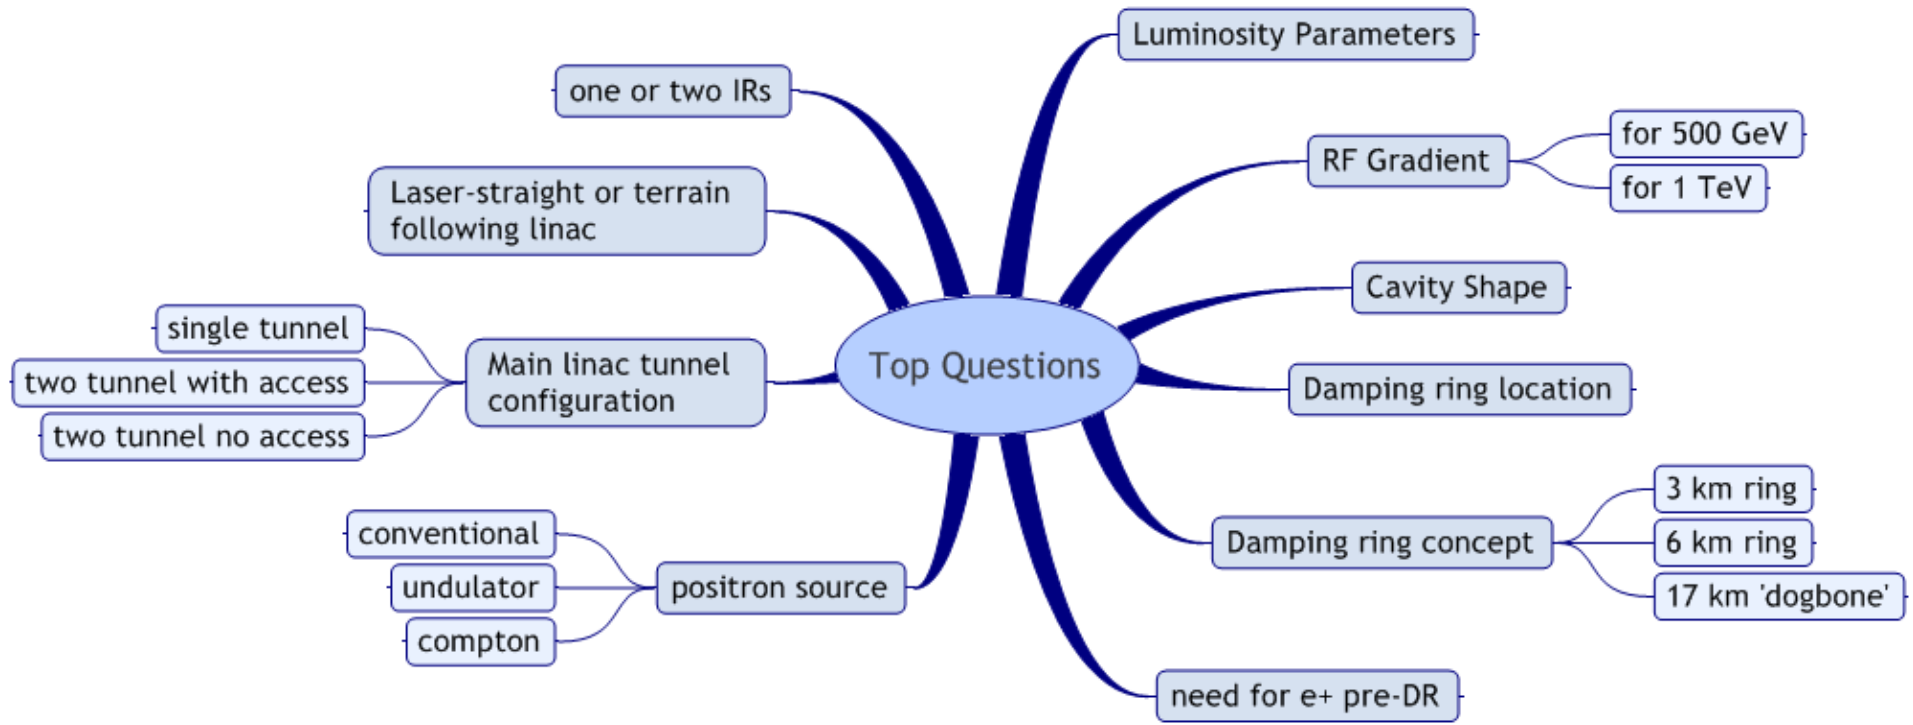 Top Questions
Luminosity Parameters
RF Gradient
for 500 GeV
for 1 TeV
Cavity Shape
Damping ring location
Damping ring concept
3 km ring
6 km ring
17 km 'dogbone'
need for e+ pre-DR
one or two IRs
Laser-straight or terrain
following linac
Main linac tunnel
configuration
single tunnel
two tunnel with access
two tunnel no access
positron source
conventional
undulator
compton